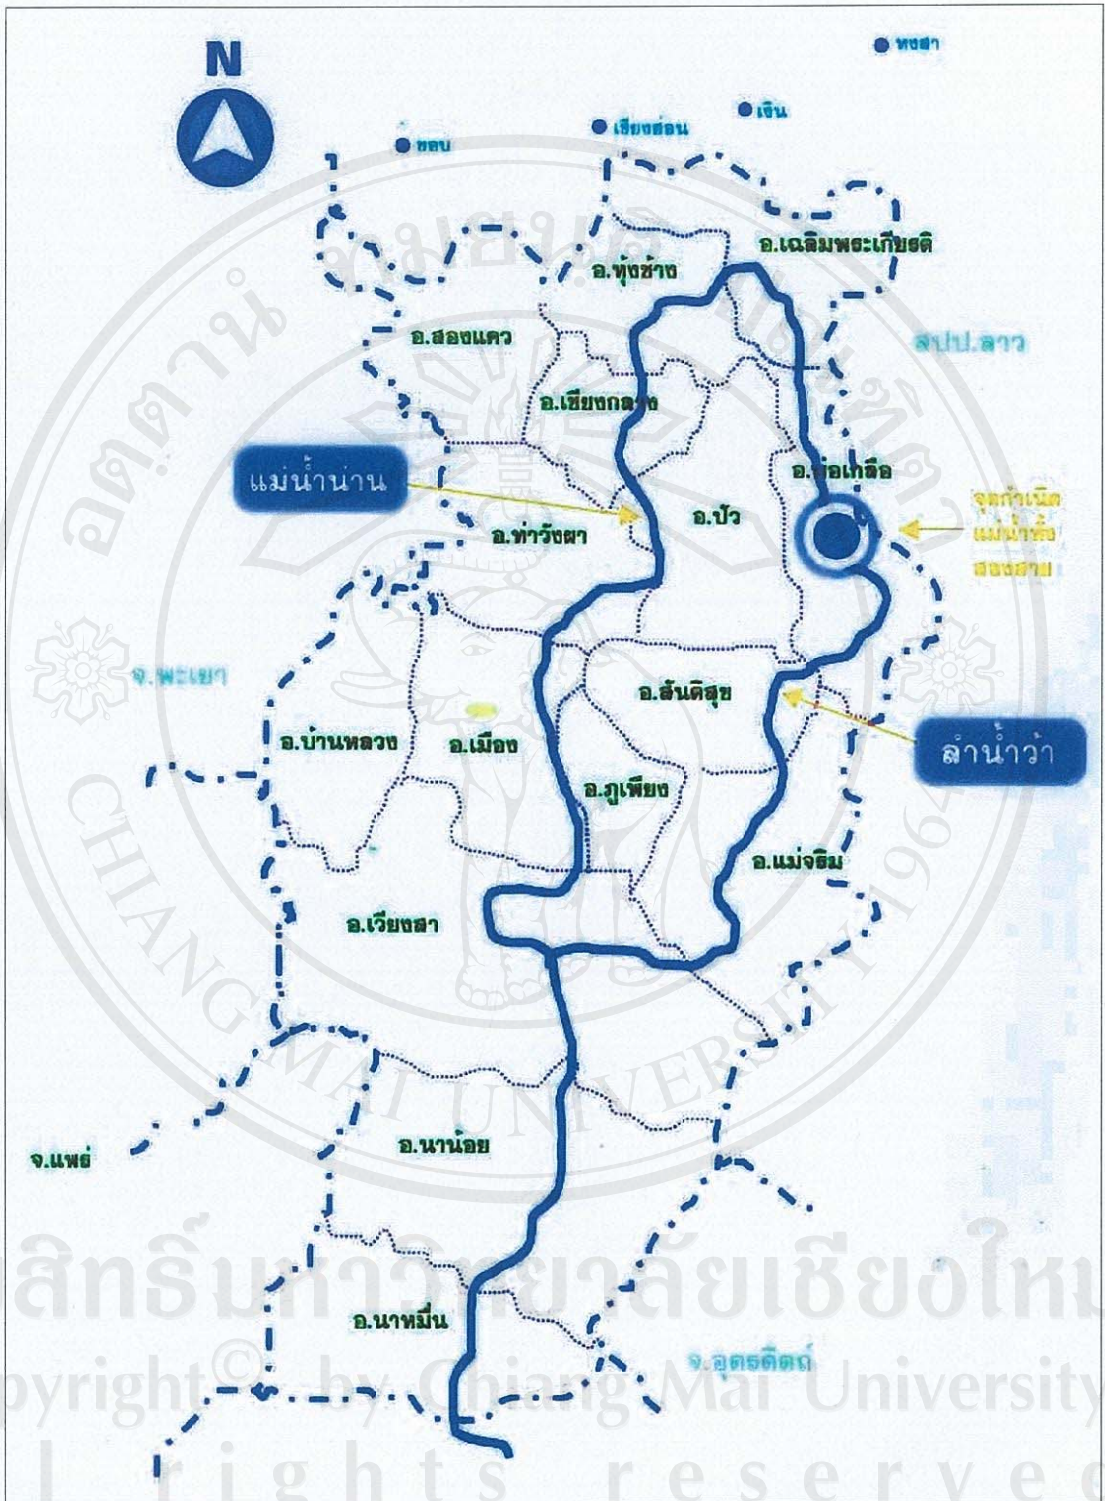 N
หงสา
เงิน
เชียงฮ่อน
ขอบ
อ.เฉลิมพระเกียรติ
อ.ทุ่งช้าง
อ.สองแคว
สปป.ลาว
อ.เชียงกลาง
แม่น้ำน่าน
อ.บ่อเกลือ
อ.ปัว
จุดกำเนิด
แม่น้ำทั้ง
สองสาย
อ.ท่าวังผา
จ.พะเยา
อ.สันติสุข
อ.บ้านหลวง
อ.เมือง
ลำน้ำว้า
อ.ภูเพียง
อ.แม่จริม
อ.เวียงสา
จ.แพร่
อ.นาน้อย
อ.นาหมื่น
จ.อุตรดิตถ์
CHIANG MAI UNIVERSITY 1964
สิทธิ์มหาวิทยาลัยเชียงให
pyright© by Chiang Mai University
l rights reserve